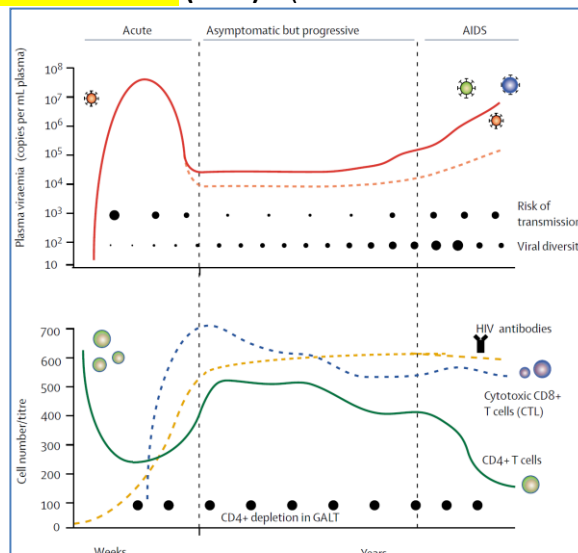 Acute Asymptomatic but progressive AIDS
Plasma viraemia (copies per mL plasma)
10⁸
10⁷
10⁶
10⁵
10⁴
10³
10²
10
Risk of
transmission
Viral diversity
Cell number/titre
700
600
500
400
300
200
100
0
HIV antibodies
Cytotoxic CD8+
T cells (CTL)
CD4+ T cells
CD4+ depletion in GALT
Weeks Years